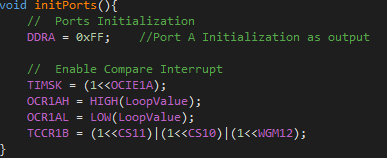 void initPorts(){
//  Ports Initialization
DDRA = 0xFF;    //Port A Initialization as output
//  Enable Compare Interrupt
TIMSK = (1<<OCIE1A);
OCR1AH = HIGH(LoopValue);
OCR1AL = LOW(LoopValue);
TCCR1B = (1<<CS11)|(1<<CS10)|(1<<WGM12);
}